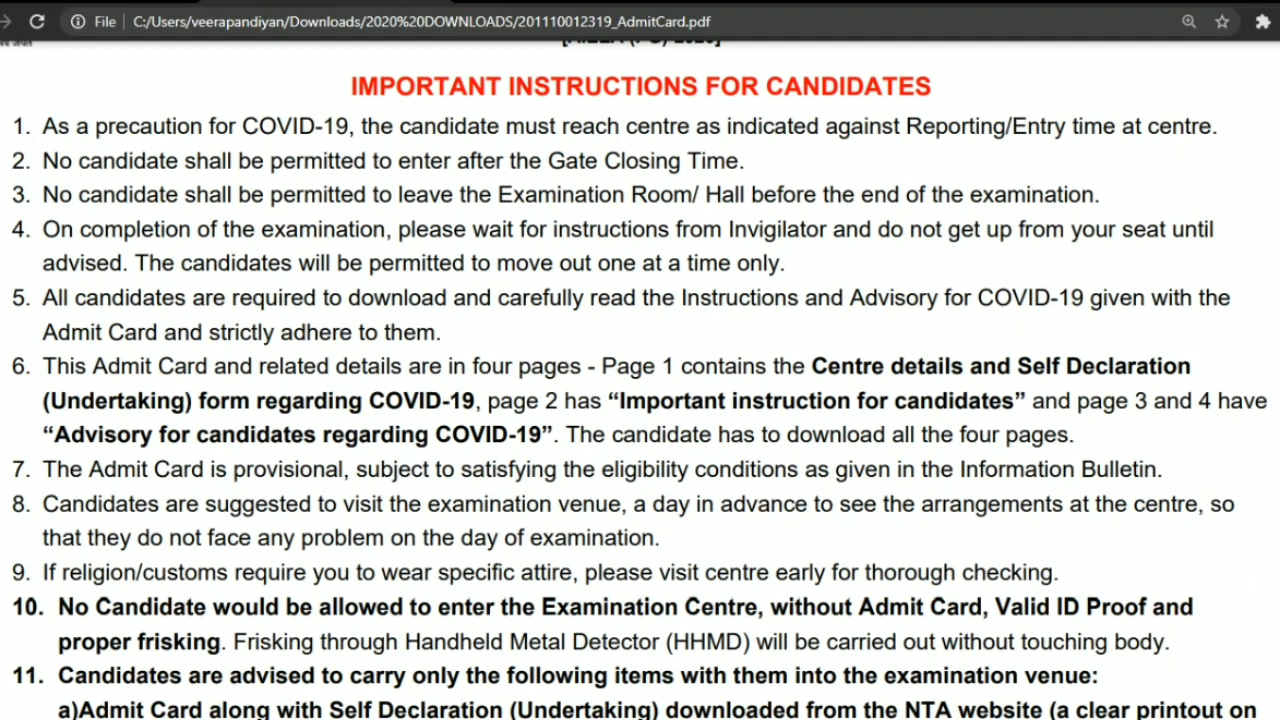 File | C:/Users/veerapandiyan/Downloads/2020%20DOWNLOADS/201110012319_AdmitCard.pdf
IMPORTANT INSTRUCTIONS FOR CANDIDATES
1. As a precaution for COVID-19, the candidate must reach centre as indicated against Reporting/Entry time at centre.
2. No candidate shall be permitted to enter after the Gate Closing Time.
3. No candidate shall be permitted to leave the Examination Room/ Hall before the end of the examination.
4. On completion of the examination, please wait for instructions from Invigilator and do not get up from your seat until
advised. The candidates will be permitted to move out one at a time only.
5. All candidates are required to download and carefully read the Instructions and Advisory for COVID-19 given with the
Admit Card and strictly adhere to them.
6. This Admit Card and related details are in four pages - Page 1 contains the Centre details and Self Declaration
(Undertaking) form regarding COVID-19, page 2 has “Important instruction for candidates” and page 3 and 4 have
“Advisory for candidates regarding COVID-19”. The candidate has to download all the four pages.
7. The Admit Card is provisional, subject to satisfying the eligibility conditions as given in the Information Bulletin.
8. Candidates are suggested to visit the examination venue, a day in advance to see the arrangements at the centre, so
that they do not face any problem on the day of examination.
9. If religion/customs require you to wear specific attire, please visit centre early for thorough checking.
10. No Candidate would be allowed to enter the Examination Centre, without Admit Card, Valid ID Proof and
proper frisking. Frisking through Handheld Metal Detector (HHMD) will be carried out without touching body.
11. Candidates are advised to carry only the following items with them into the examination venue:
a)Admit Card along with Self Declaration (Undertaking) downloaded from the NTA website (a clear printout on